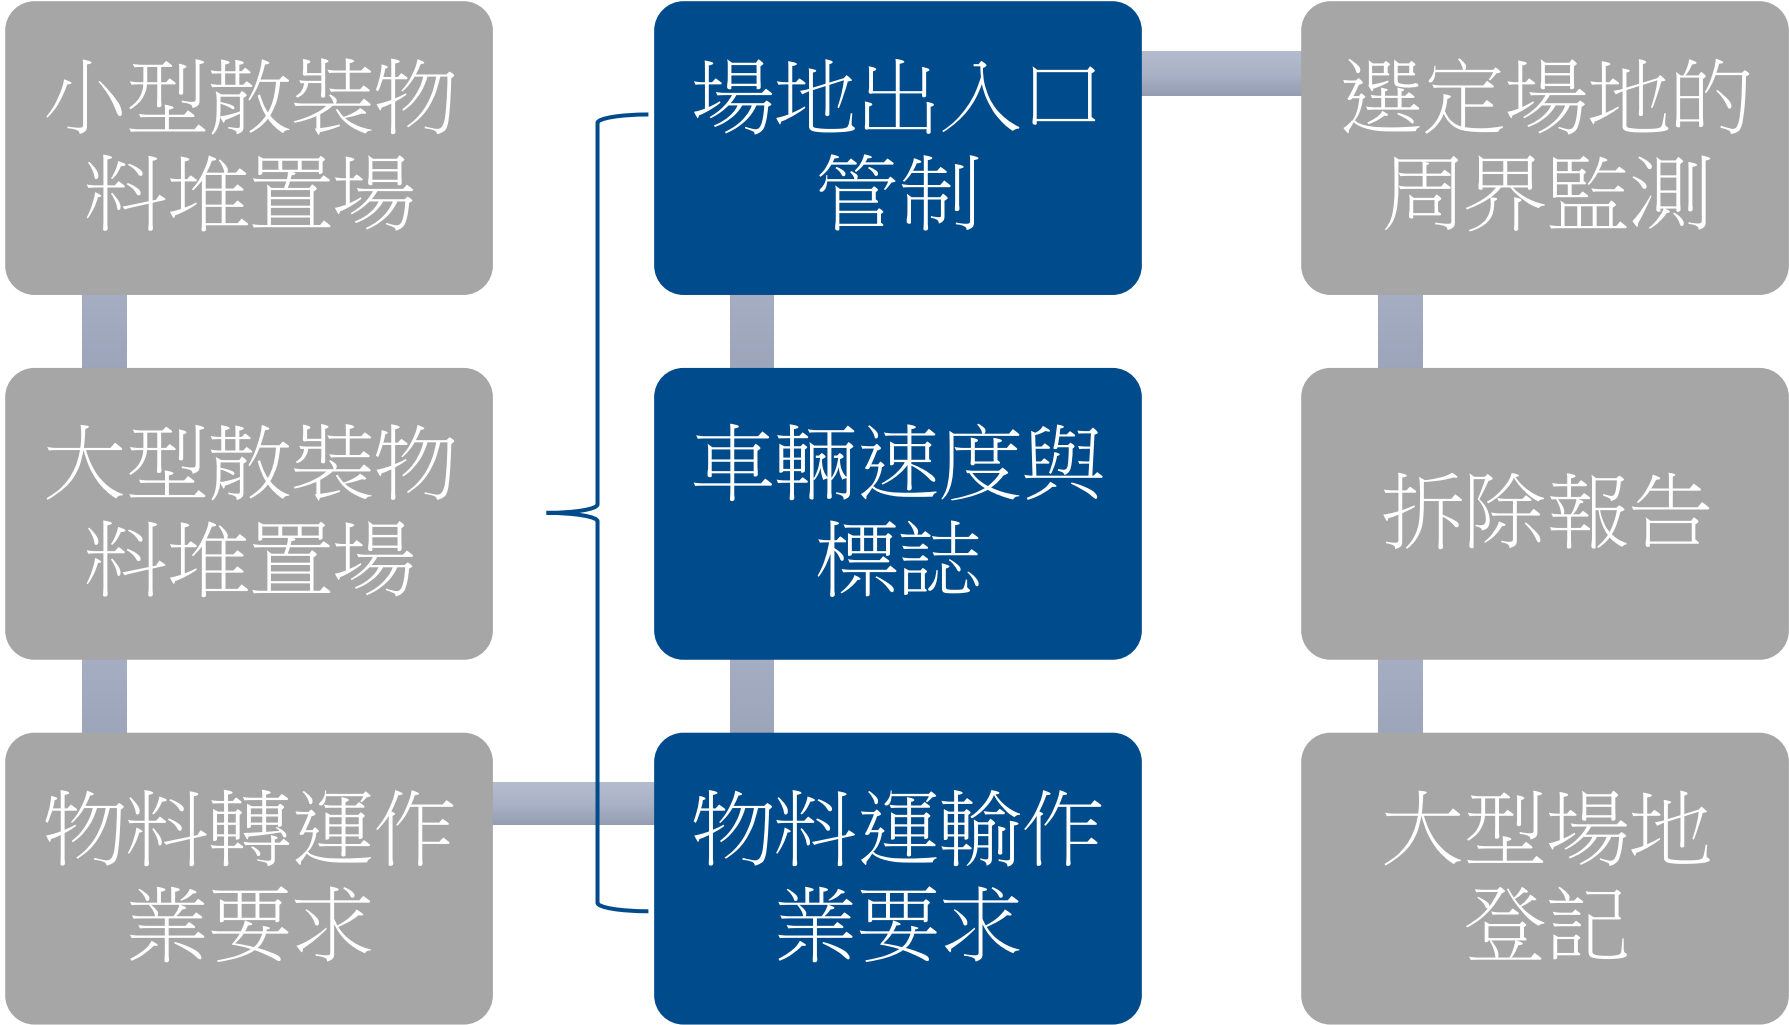 小型散裝物
料堆置場
大型散裝物
料堆置場
物料轉運作
業要求
場地出入口
管制
車輛速度與
標誌
物料運輸作
業要求
選定場地的
周界監測
拆除報告
大型場地
登記